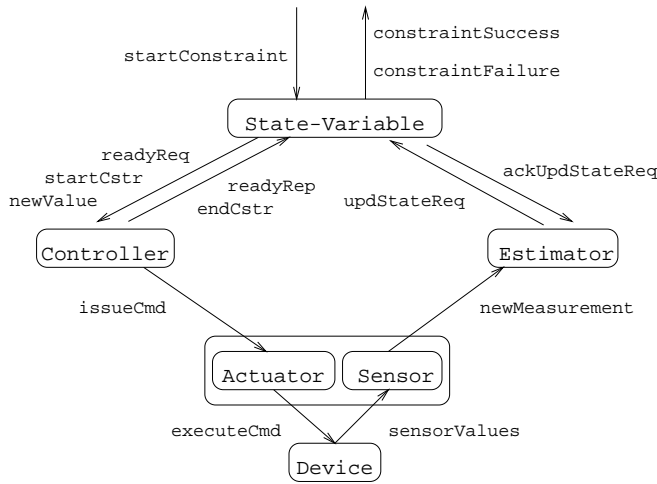 constraintSuccess
startConstraint
constraintFailure
State-Variable
readyReq
startCstr
newValue
readyRep
endCstr
updStateReq
ackUpdStateReq
Controller
Estimator
issueCmd
newMeasurement
Actuator
Sensor
executeCmd
sensorValues
Device